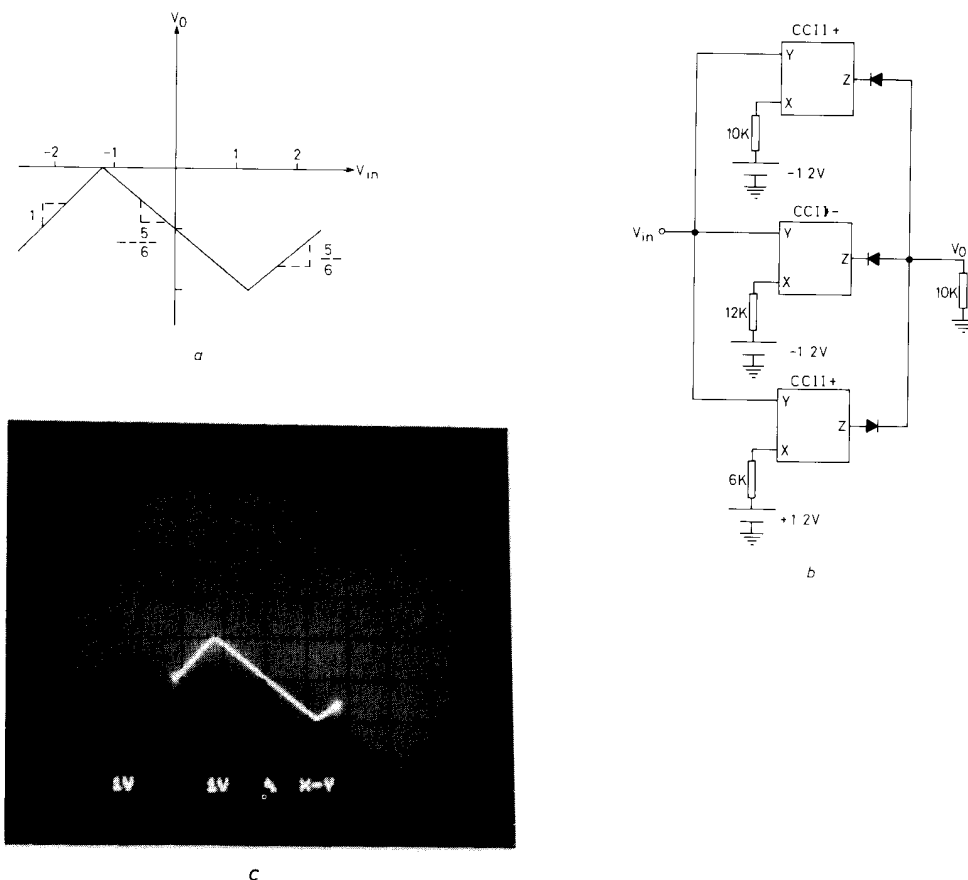 V0
-2
-1
1
2
Vin
1
-5/6
5/6
a
CCII+
Y
Z
X
10K
-1 2V
CCII-
Vin
Y
Z
X
V0
12K
10K
-1 2V
CCII+
Y
Z
X
6K
+1 2V
b
1V 1V X-Y
c